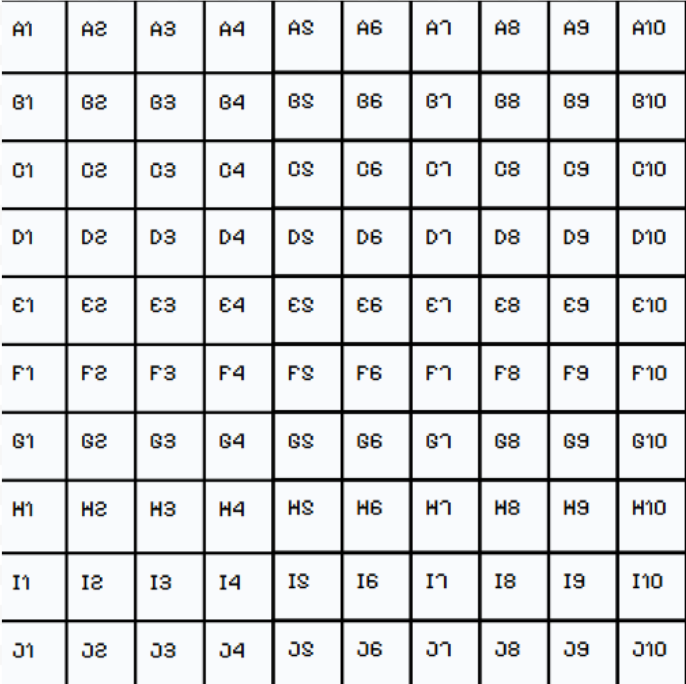 A1 A2 A3 A4 A5 A6 A7 A8 A9 A10
B1 B2 B3 B4 B5 B6 B7 B8 B9 B10
C1 C2 C3 C4 C5 C6 C7 C8 C9 C10
D1 D2 D3 D4 D5 D6 D7 D8 D9 D10
E1 E2 E3 E4 E5 E6 E7 E8 E9 E10
F1 F2 F3 F4 F5 F6 F7 F8 F9 F10
G1 G2 G3 G4 G5 G6 G7 G8 G9 G10
H1 H2 H3 H4 H5 H6 H7 H8 H9 H10
I1 I2 I3 I4 I5 I6 I7 I8 I9 I10
J1 J2 J3 J4 J5 J6 J7 J8 J9 J10